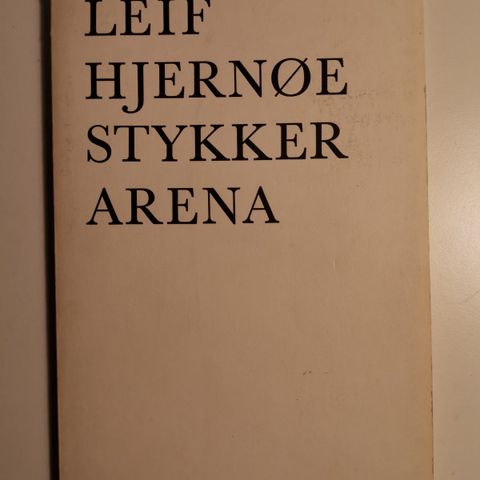 LEIF
HJERNØE
STYKKER
ARENA